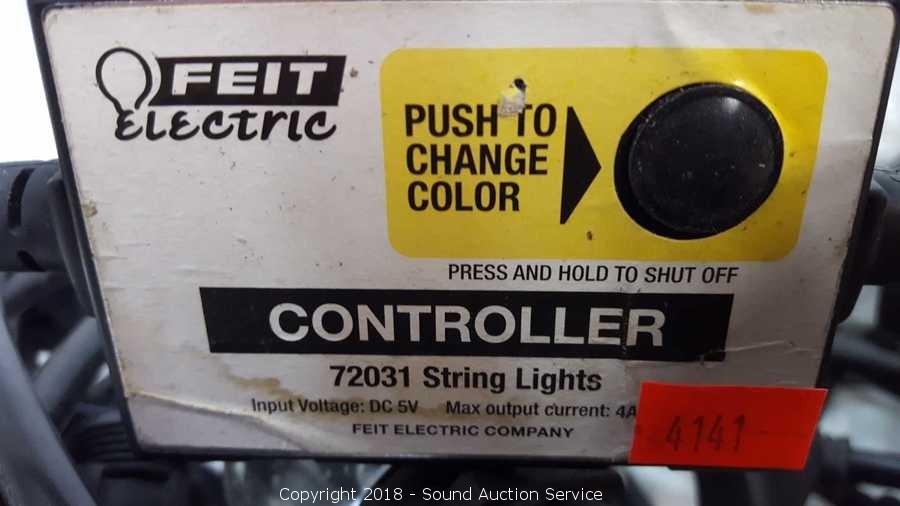 FEIT
ELECTRIC
PUSH TO
CHANGE
COLOR
PRESS AND HOLD TO SHUT OFF
CONTROLLER
72031 String Lights
Input Voltage: DC 5V Max output current: 4A
FEIT ELECTRIC COMPANY
4141
Copyright 2018 - Sound Auction Service